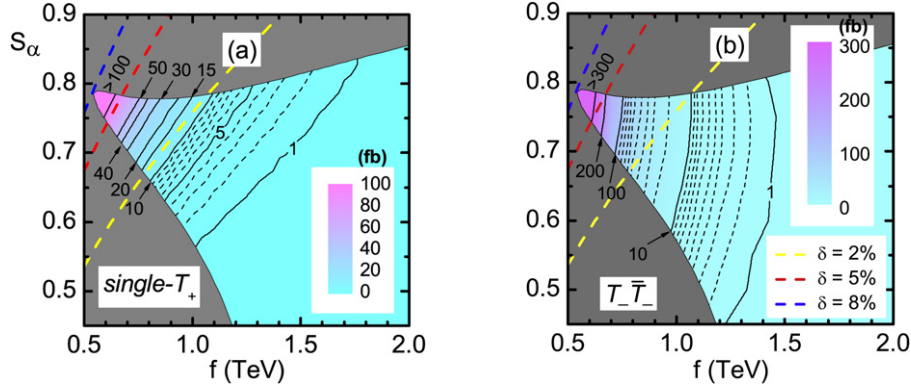 0.9
S_α
0.8
0.7
0.6
0.5
0.5 1.0 1.5 2.0
f (TeV)
(a)
>100
50
30
15
40
20
10
5
1
single-T_+
(fb)
100
80
60
40
20
0
0.9
0.8
0.7
0.6
0.5
0.5 1.0 1.5 2.0
f (TeV)
(b)
>300
200
100
10
1
T_ T̄_
(fb)
300
200
100
0
δ = 2%
δ = 5%
δ = 8%